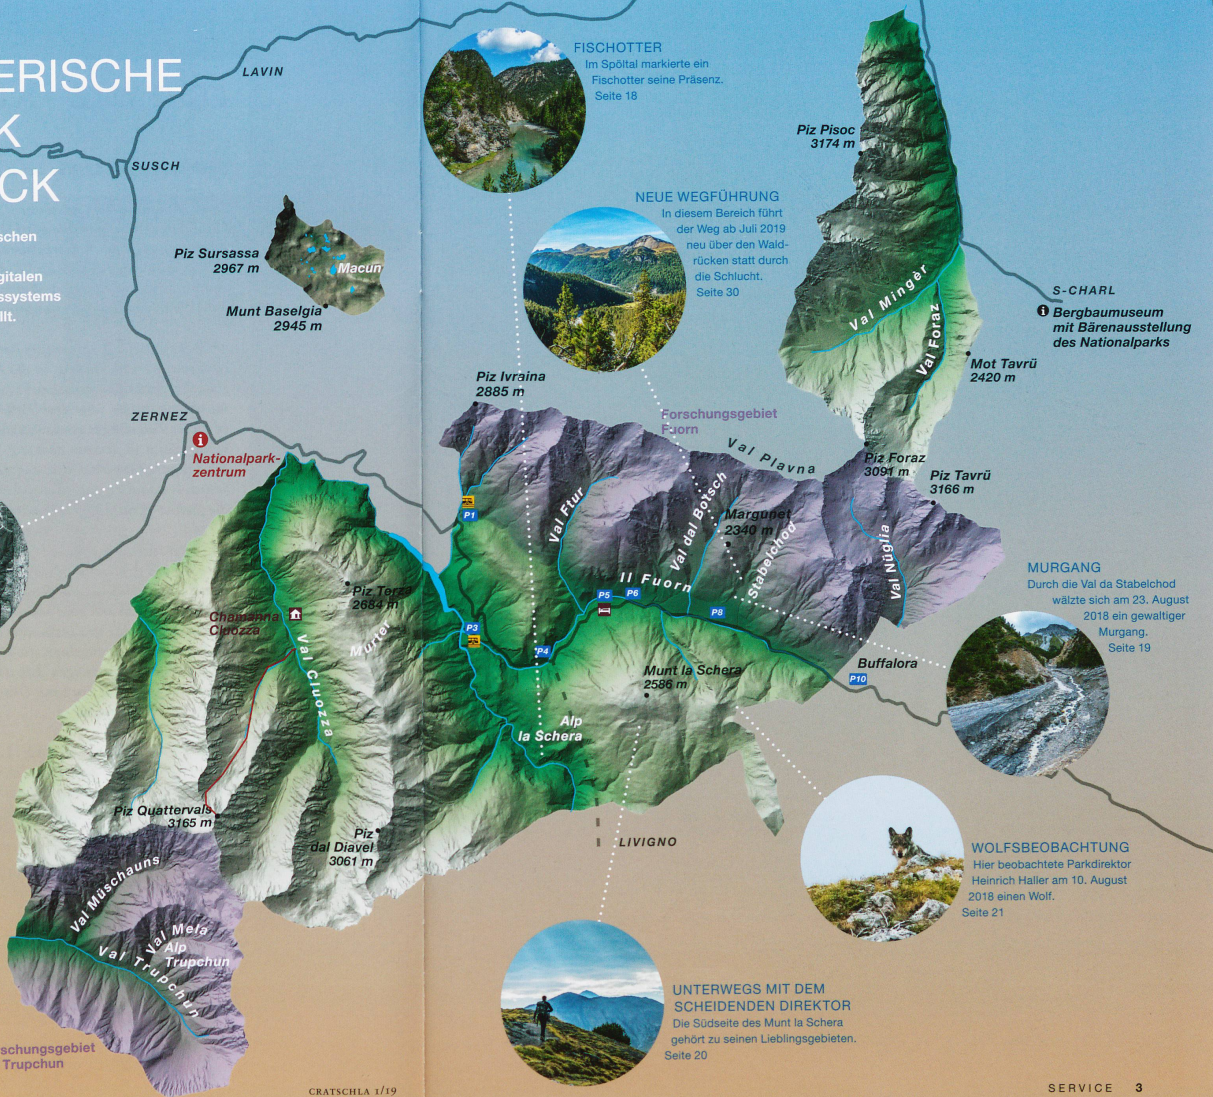 ERISCHE
K
CK
schen
gitalen
ssystems
llt.
LAVIN
SUSCH
ZERNEZ
Piz Sursassa
2967 m
Macun
Munt Baselgia
2945 m
Nationalpark-
zentrum
FISCHOTTER
Im Spöltal markierte ein
Fischotter seine Präsenz.
Seite 18
NEUE WEGFÜHRUNG
In diesem Bereich führt
der Weg ab Juli 2019
neu über den Wald-
rücken statt durch
die Schlucht.
Seite 30
Piz Pisoc
3174 m
Val Mingèr
Val Foraz
S-CHARL
Bergbaumuseum
mit Bärenausstellung
des Nationalparks
Mot Tavrü
2420 m
Piz Foraz
3091 m
Piz Tavrü
3166 m
Piz Ivraina
2885 m
Forschungsgebiet
Fuorn
Val Plavna
P1
Val Ftur
Val dal Botsch
Margunet
2340 m
Stabelchod
Val Nüglia
Il Fuorn
P5
P6
P8
P3
P4
P10
Buffalora
Munt la Schera
2586 m
Alp
la Schera
Piz Terza
2684 m
Murter
Chamanna
Cluozza
Val Cluozza
Piz Quattervals
3165 m
Piz
dal Diavel
3061 m
LIVIGNO
Val Müschauns
Val Mela
Alp
Trupchun
Val Trupchun
schungsgebiet
Trupchun
MURGANG
Durch die Val da Stabelchod
wälzte sich am 23. August
2018 ein gewaltiger
Murgang.
Seite 19
WOLFSBEOBACHTUNG
Hier beobachtete Parkdirektor
Heinrich Haller am 10. August
2018 einen Wolf.
Seite 21
UNTERWEGS MIT DEM
SCHEIDENDEN DIREKTOR
Die Südseite des Munt la Schera
gehört zu seinen Lieblingsgebieten.
Seite 20
CRATSCHLA 1/19
SERVICE 3